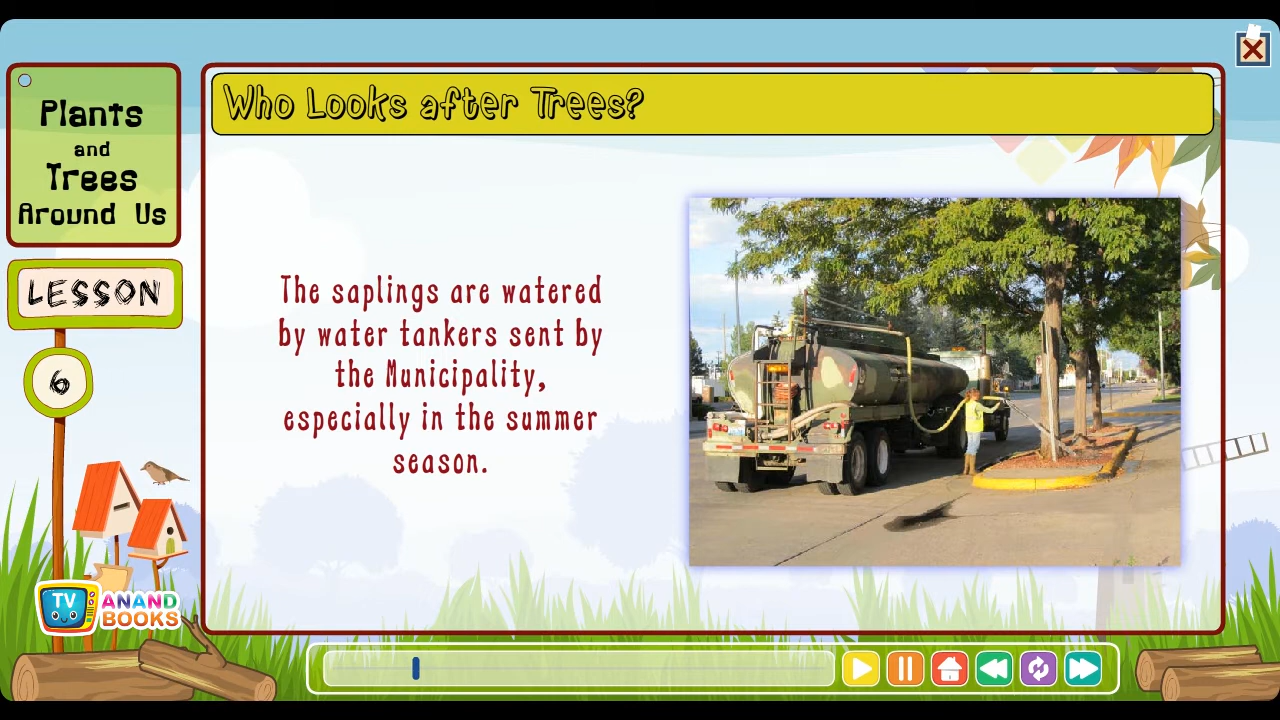 Who Looks after Trees?
Plants
and
Trees
Around Us
LESSON
6
The saplings are watered
by water tankers sent by
the Municipality,
especially in the summer
season.
TV
ANAND
BOOKS